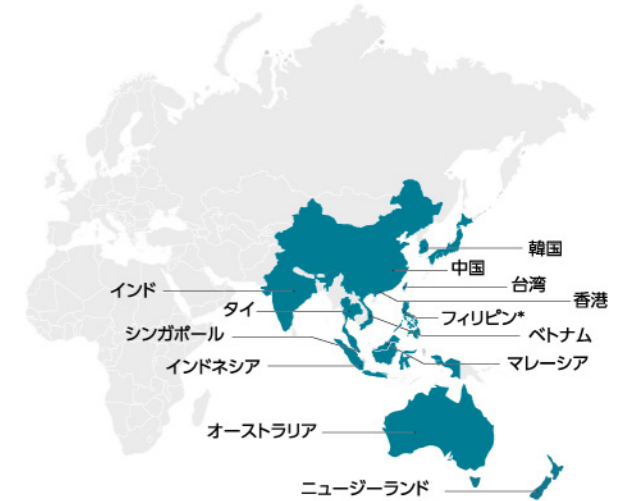 韓国
中国
台湾
香港
インド
タイ
フィリピン*
シンガポール
ベトナム
インドネシア
マレーシア
オーストラリア
ニュージーランド